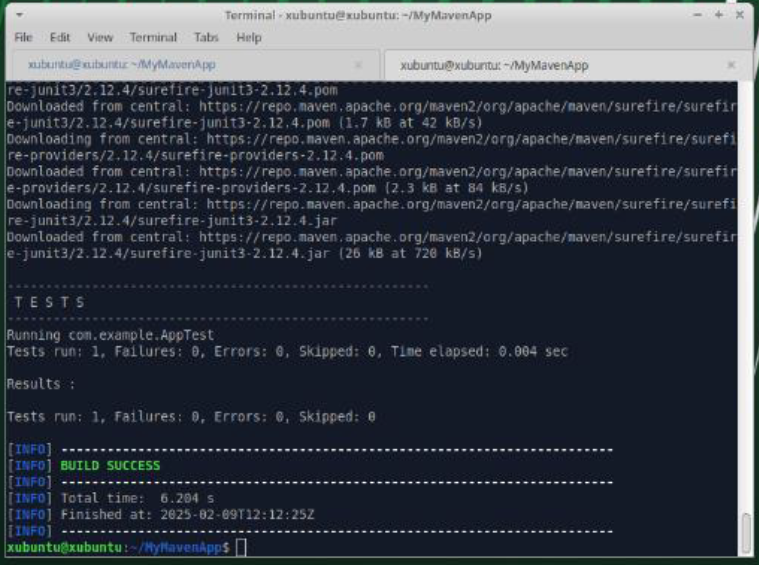 Terminal - xubuntu@xubuntu: ~/MyMavenApp
File Edit View Terminal Tabs Help
xubuntu@xubuntu: ~/MyMavenApp xubuntu@xubuntu: ~/MyMavenApp
re-junit3/2.12.4/surefire-junit3-2.12.4.pom
Downloaded from central: https://repo.maven.apache.org/maven2/org/apache/maven/surefire/surefir
e-junit3/2.12.4/surefire-junit3-2.12.4.pom (1.7 kB at 42 kB/s)
Downloading from central: https://repo.maven.apache.org/maven2/org/apache/maven/surefire/surefi
re-providers/2.12.4/surefire-providers-2.12.4.pom
Downloaded from central: https://repo.maven.apache.org/maven2/org/apache/maven/surefire/surefir
e-providers/2.12.4/surefire-providers-2.12.4.pom (2.3 kB at 84 kB/s)
Downloading from central: https://repo.maven.apache.org/maven2/org/apache/maven/surefire/surefi
re-junit3/2.12.4/surefire-junit3-2.12.4.jar
Downloaded from central: https://repo.maven.apache.org/maven2/org/apache/maven/surefire/surefir
e-junit3/2.12.4/surefire-junit3-2.12.4.jar (26 kB at 720 kB/s)
-------------------------------------------------------
T E S T S
-------------------------------------------------------
Running com.example.AppTest
Tests run: 1, Failures: 0, Errors: 0, Skipped: 0, Time elapsed: 0.004 sec
Results :
Tests run: 1, Failures: 0, Errors: 0, Skipped: 0
[INFO] ------------------------------------------------------------------------
[INFO] BUILD SUCCESS
[INFO] ------------------------------------------------------------------------
[INFO] Total time:  6.204 s
[INFO] Finished at: 2025-02-09T12:12:25Z
[INFO] ------------------------------------------------------------------------
xubuntu@xubuntu:~/MyMavenApp$